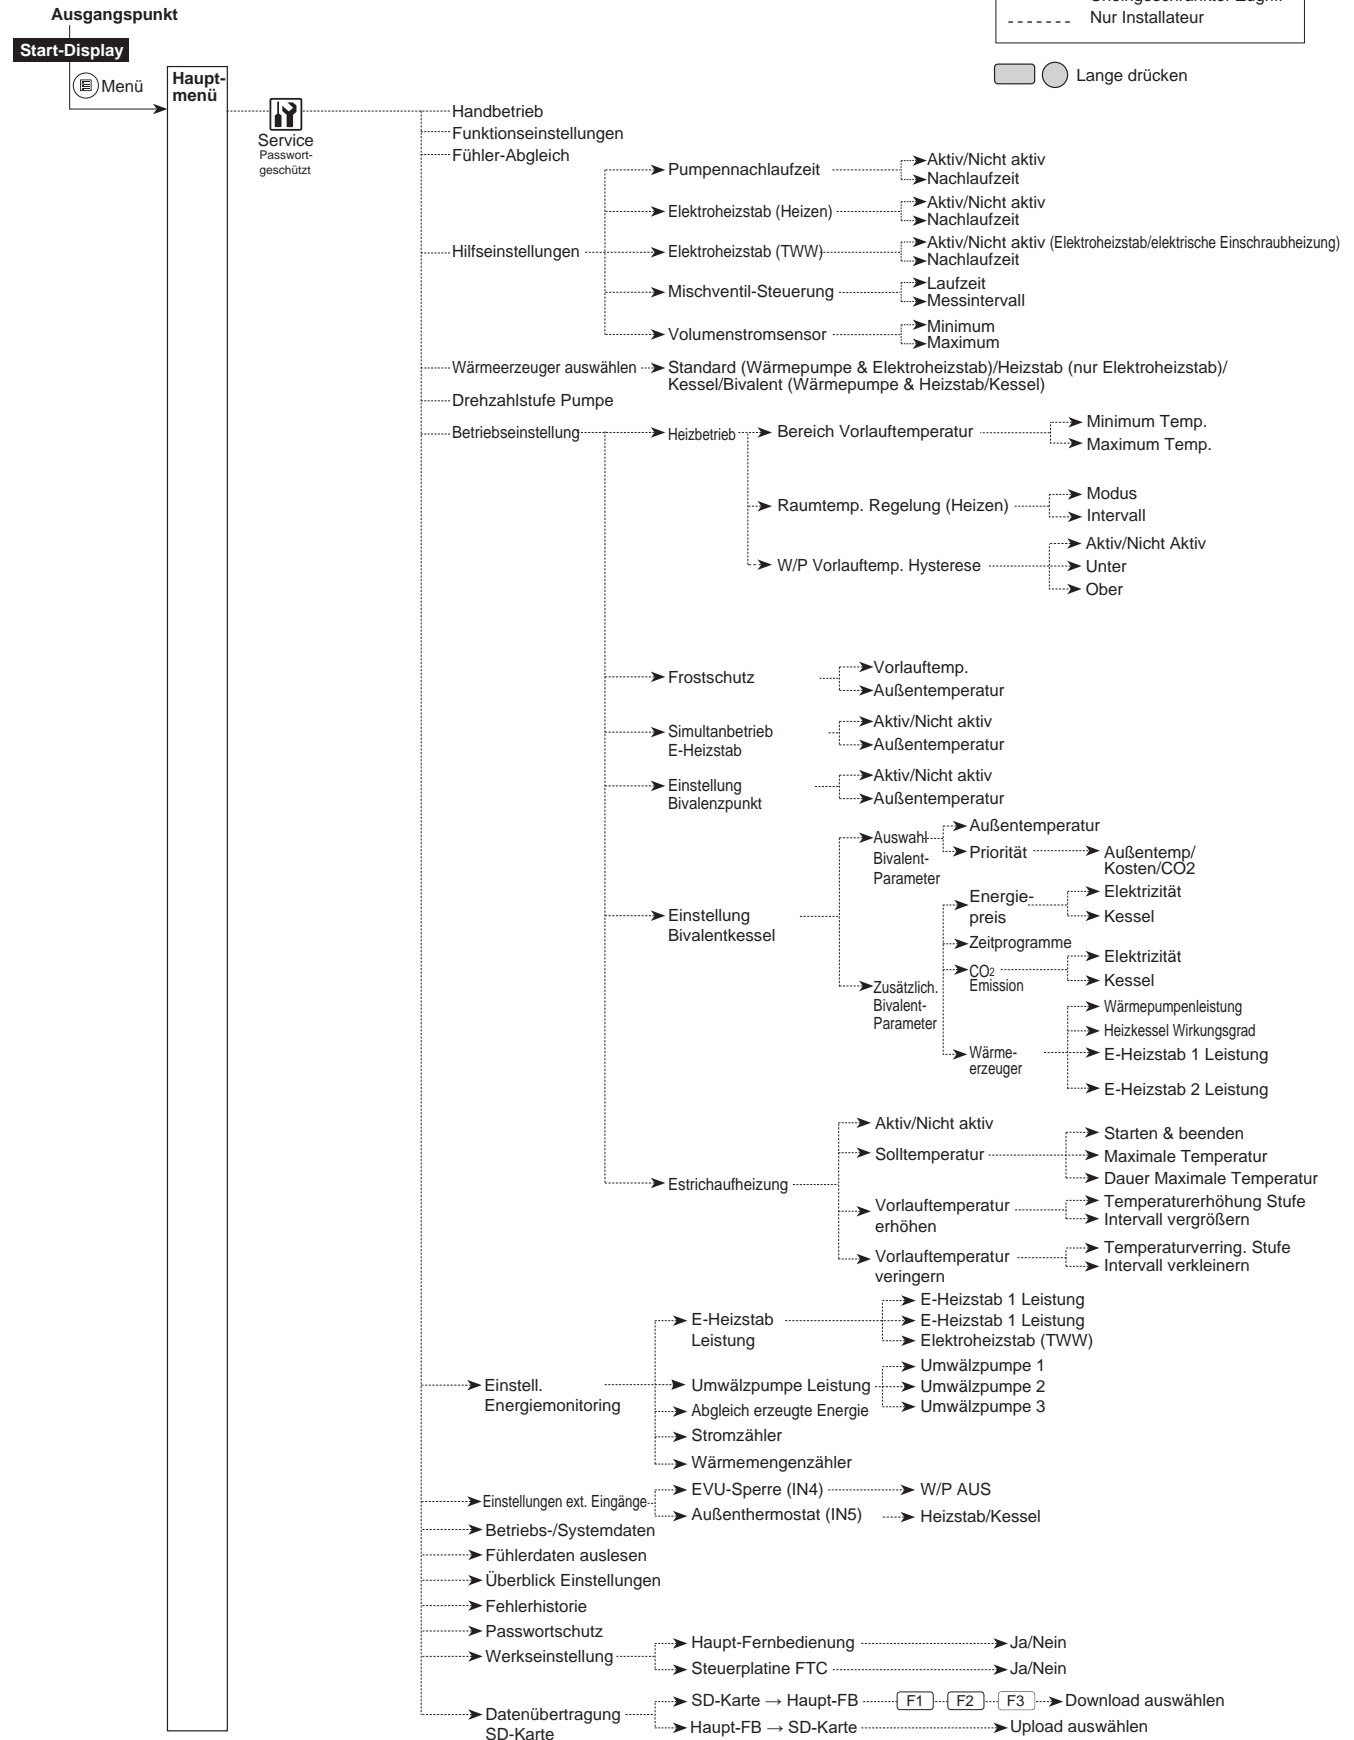 Ausgangspunkt
Nur Installateur
Start-Display
Menü
Lange drücken
Haupt-
menü
Service
Passwort-
geschützt
Handbetrieb
Funktionseinstellungen
Fühler-Abgleich
Hilfseinstellungen
Pumpennachlaufzeit
Aktiv/Nicht aktiv
Nachlaufzeit
Elektroheizstab (Heizen)
Aktiv/Nicht aktiv
Nachlaufzeit
Elektroheizstab (TWW)
Aktiv/Nicht aktiv (Elektroheizstab/elektrische Einschraubheizung)
Nachlaufzeit
Mischventil-Steuerung
Laufzeit
Messintervall
Volumenstromsensor
Minimum
Maximum
Wärmeerzeuger auswählen
Standard (Wärmepumpe & Elektroheizstab)/Heizstab (nur Elektroheizstab)/
Kessel/Bivalent (Wärmepumpe & Heizstab/Kessel)
Drehzahlstufe Pumpe
Betriebseinstellung
Heizbetrieb
Bereich Vorlauftemperatur
Minimum Temp.
Maximum Temp.
Raumtemp. Regelung (Heizen)
Modus
Intervall
W/P Vorlauftemp. Hysterese
Aktiv/Nicht Aktiv
Unter
Ober
Frostschutz
Vorlauftemp.
Außentemperatur
Simultanbetrieb
E-Heizstab
Aktiv/Nicht aktiv
Außentemperatur
Einstellung
Bivalenzpunkt
Aktiv/Nicht aktiv
Außentemperatur
Einstellung
Bivalentkessel
Auswahl
Bivalent-
Parameter
Außentemperatur
Priorität
Außentemp/
Kosten/CO2
Zusätzlich.
Bivalent-
Parameter
Energie-
preis
Elektrizität
Kessel
Zeitprogramme
CO2
Emission
Elektrizität
Kessel
Wärme-
erzeuger
Wärmepumpenleistung
Heizkessel Wirkungsgrad
E-Heizstab 1 Leistung
E-Heizstab 2 Leistung
Estrichaufheizung
Aktiv/Nicht aktiv
Solltemperatur
Starten & beenden
Maximale Temperatur
Dauer Maximale Temperatur
Vorlauftemperatur
erhöhen
Temperaturerhöhung Stufe
Intervall vergrößern
Vorlauftemperatur
veringern
Temperaturverring. Stufe
Intervall verkleinern
Einstell.
Energiemonitoring
E-Heizstab
Leistung
E-Heizstab 1 Leistung
E-Heizstab 1 Leistung
Elektroheizstab (TWW)
Umwälzpumpe Leistung
Umwälzpumpe 1
Umwälzpumpe 2
Umwälzpumpe 3
Abgleich erzeugte Energie
Stromzähler
Wärmemengenzähler
Einstellungen ext. Eingänge
EVU-Sperre (IN4)
W/P AUS
Außenthermostat (IN5)
Heizstab/Kessel
Betriebs-/Systemdaten
Fühlerdaten auslesen
Überblick Einstellungen
Fehlerhistorie
Passwortschutz
Werkseinstellung
Haupt-Fernbedienung
Ja/Nein
Steuerplatine FTC
Ja/Nein
Datenübertragung
SD-Karte
SD-Karte → Haupt-FB
F1 F2 F3
Download auswählen
Haupt-FB → SD-Karte
Upload auswählen